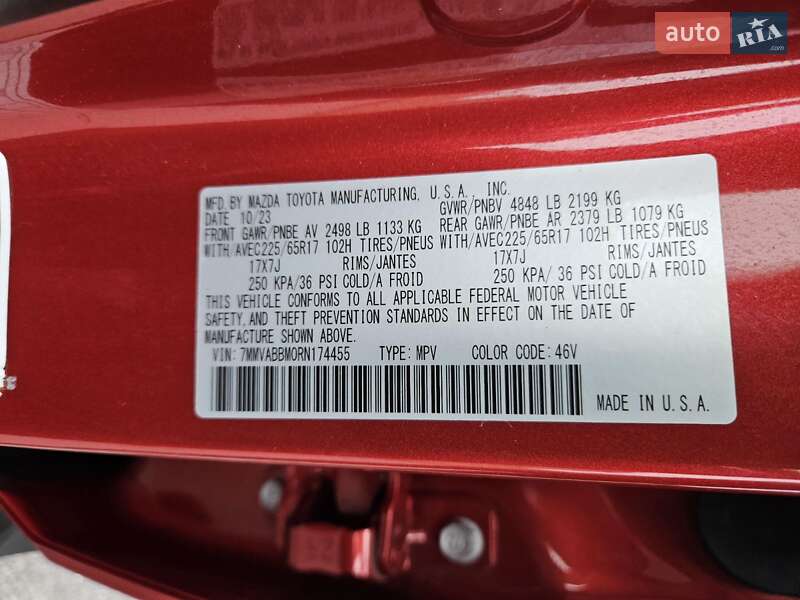 auto RIA.com
MFD. BY MAZDA TOYOTA MANUFACTURING, U.S.A., INC.
DATE 10/23 GVWR/PNBV 4848 LB 2199 KG
FRONT GAWR/PNBE AV 2498 LB 1133 KG REAR GAWR/PNBE AR 2379 LB 1079 KG
WITH/AVEC225/65R17 102H TIRES/PNEUS WITH/AVEC225/65R17 102H TIRES/PNEUS
17X7J RIMS/JANTES 17X7J RIMS/JANTES
250 KPA/36 PSI COLD/A FROID 250 KPA/ 36 PSI COLD/A FROID
THIS VEHICLE CONFORMS TO ALL APPLICABLE FEDERAL MOTOR VEHICLE
SAFETY, AND THEFT PREVENTION STANDARDS IN EFFECT ON THE DATE OF
MANUFACTURE SHOWN ABOVE.
VIN: 7MMVABBM0RN174455 TYPE: MPV COLOR CODE: 46V
MADE IN U.S.A.